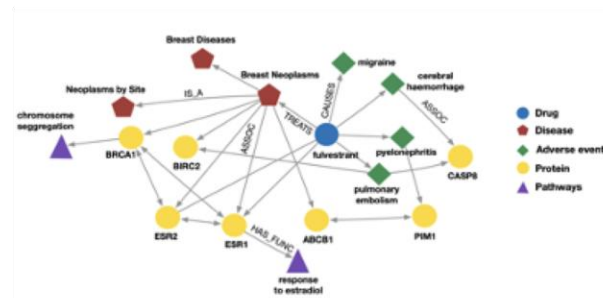 Breast Diseases
migraine
Breast Neoplasms
cerebral
haemorrhage
Neoplasms by Site
IS_A
CAUSES
ASSOC
chromosome
seggregation
TREATS
ASSOC
Drug
Disease
Adverse event
Protein
Pathways
BRCA1
BIRC2
fulvestrant
pyelonephritis
CASP8
pulmonary
embolism
ESR2
ESR1
HAS_FUNC
ABCB1
PIM1
response
to estradiol